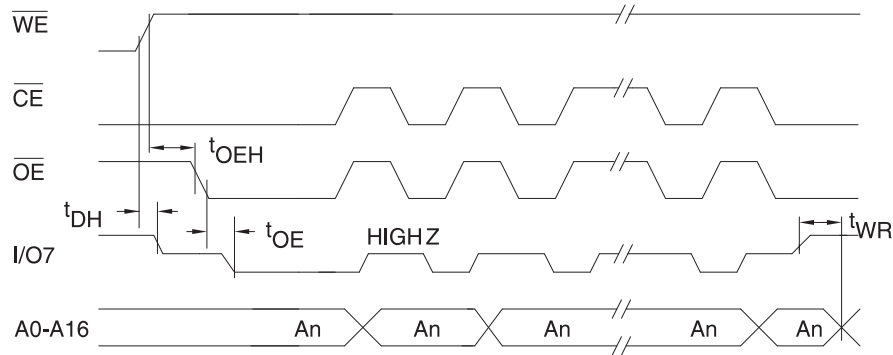 WE
CE
tOEH
OE
tDH
tOE
HIGH Z
tWR
I/O7
A0-A16 An An An An An